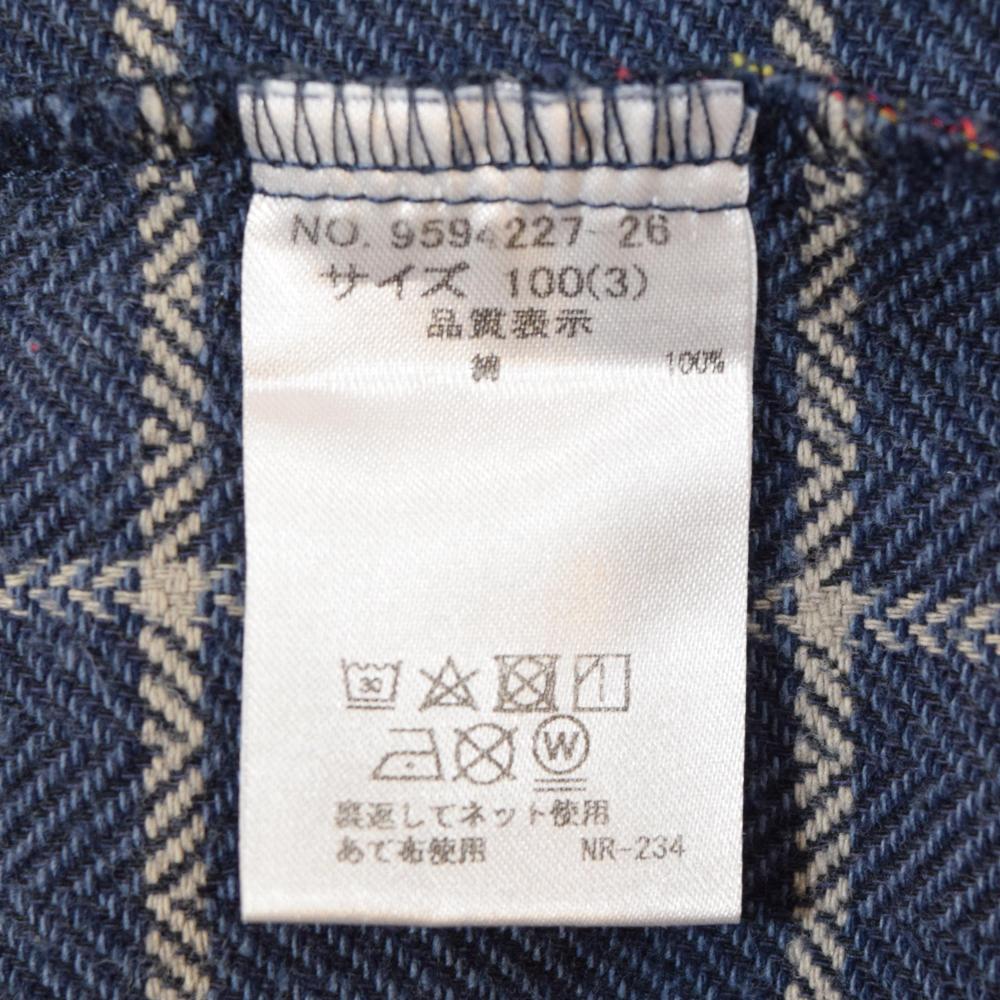 NO. 9594227-26
サイズ 100(3)
品質表示
綿 100%
30
W
裏返してネット使用
あて布使用 NR-234